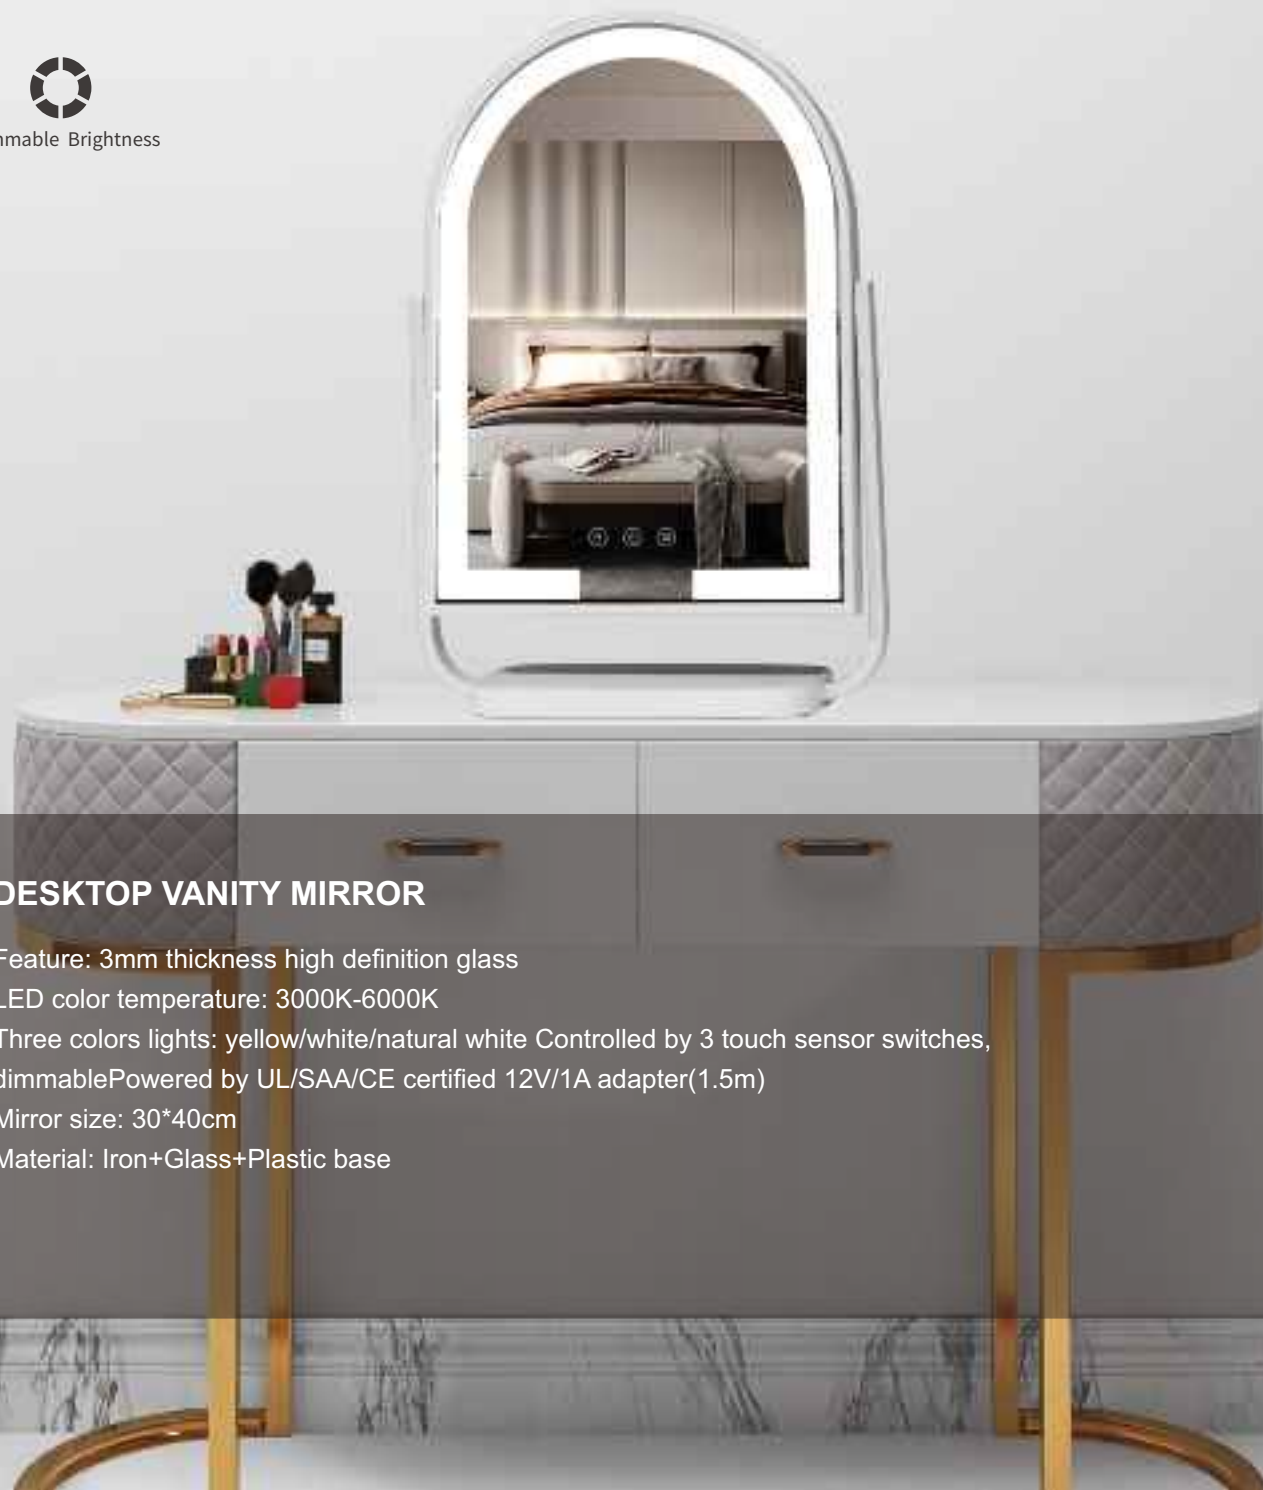 mmable Brightness
DESKTOP VANITY MIRROR
Feature: 3mm thickness high definition glass
LED color temperature: 3000K-6000K
Three colors lights: yellow/white/natural white Controlled by 3 touch sensor switches,
dimmablePowered by UL/SAA/CE certified 12V/1A adapter(1.5m)
Mirror size: 30*40cm
Material: Iron+Glass+Plastic base